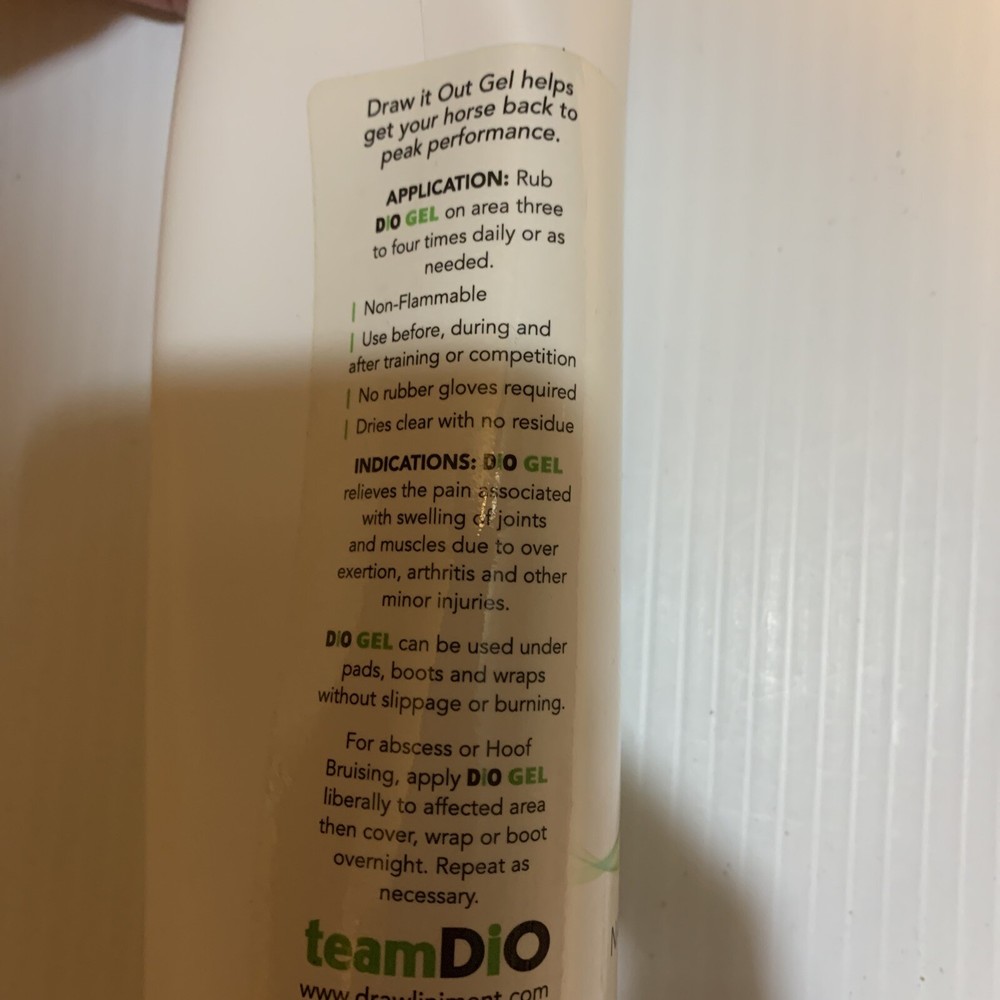 Draw it Out Gel helps
get your horse back to
peak performance.
APPLICATION: Rub
DiO GEL on area three
to four times daily or as
needed.
| Non-Flammable
| Use before, during and
after training or competition
| No rubber gloves required
| Dries clear with no residue
INDICATIONS: DiO GEL
relieves the pain associated
with swelling of joints
and muscles due to over
exertion, arthritis and other
minor injuries.
DiO GEL can be used under
pads, boots and wraps
without slippage or burning.
For abscess or Hoof
Bruising, apply DiO GEL
liberally to affected area
then cover, wrap or boot
overnight. Repeat as
necessary.
teamDiO
www.drawliniment.com